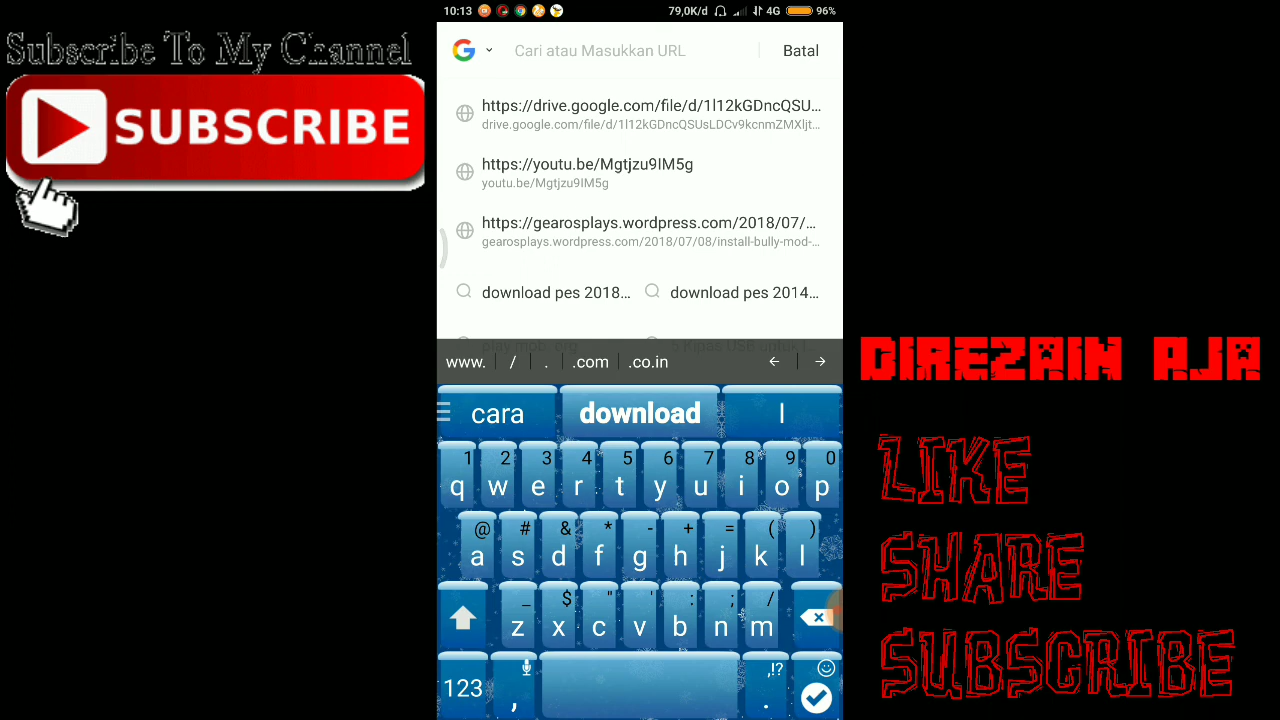 Subscribe To My Channel
SUBSCRIBE
10:13
79,0K/d 4G 96%
Cari atau Masukkan URL
Batal
https://drive.google.com/file/d/1l12kGDncQSU...
drive.google.com/file/d/1l12kGDncQSUsLDCv9kcnmZMXljt...
https://youtu.be/Mgtjzu9IM5g
youtu.be/Mgtjzu9IM5g
https://gearosplays.wordpress.com/2018/07/...
gearosplays.wordpress.com/2018/07/08/install-bully-mod-...
download pes 2018... download pes 2014...
www. / . .com .co.in ← →
cara download I
1 2 3 4 5 6 7 8 9 0
q w e r t y u i o p
@ # & * - + = ( )
a s d f g h j k l
_ $ " ' : ; /
z x c v b n m
,!?
123 , .
DIREZAIN AJA
LIKE
SHARE
SUBSCRIBE